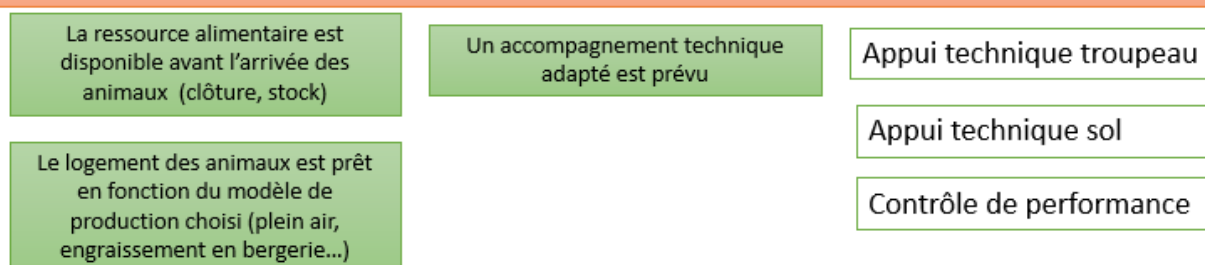 La ressource alimentaire est
disponible avant l’arrivée des
animaux (clôture, stock)
Le logement des animaux est prêt
en fonction du modèle de
production choisi (plein air,
engraissement en bergerie…)
Un accompagnement technique
adapté est prévu
Appui technique troupeau
Appui technique sol
Contrôle de performance